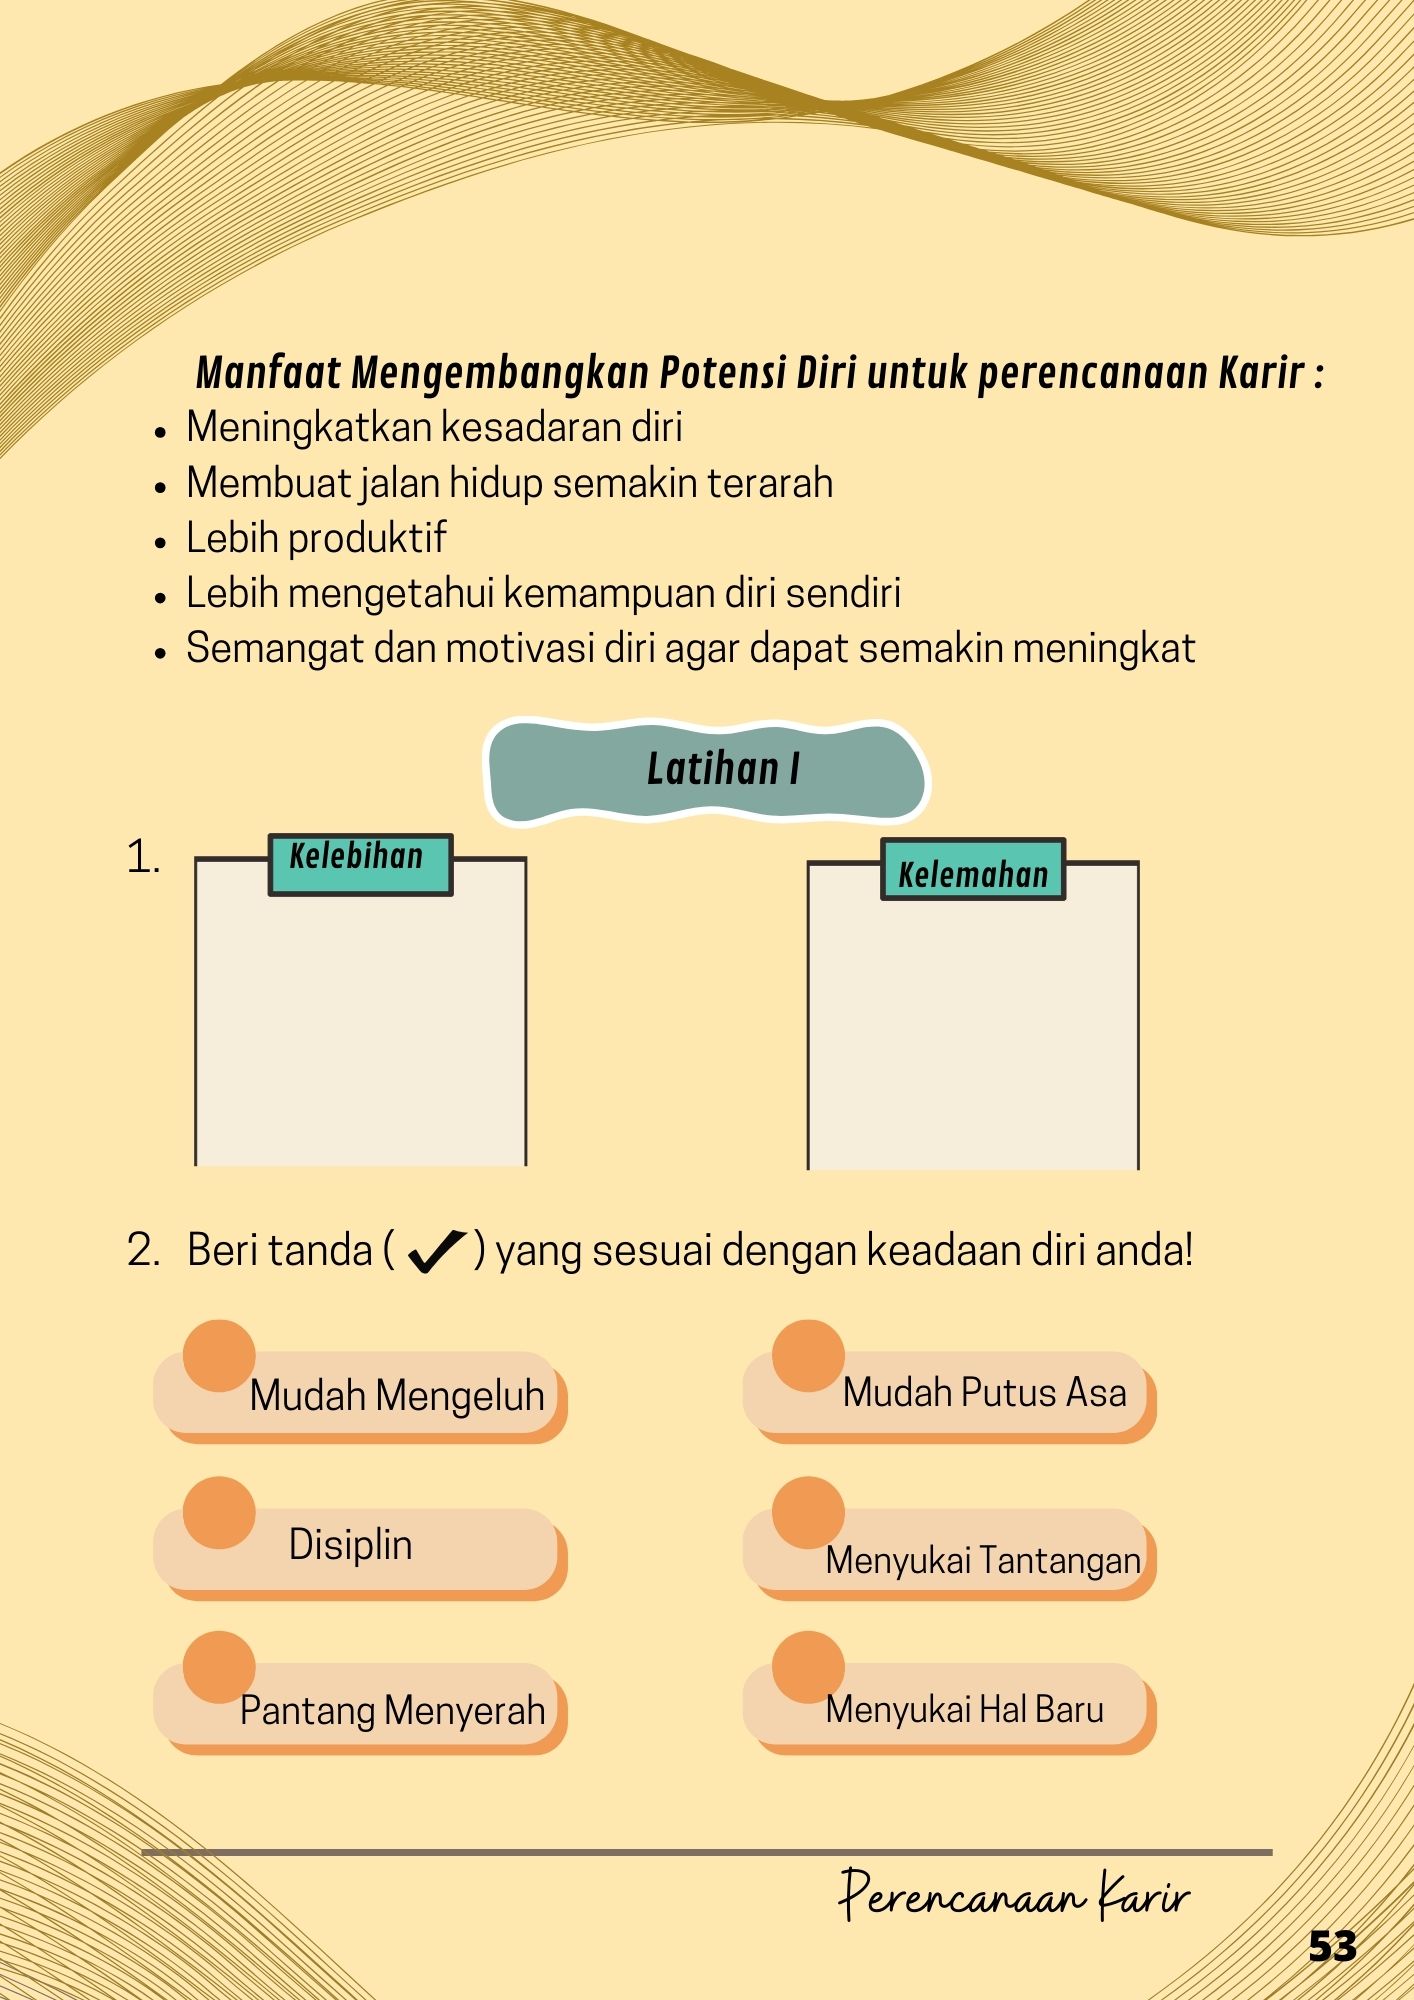 Manfaat Mengembangkan Potensi Diri untuk perencanaan Karir :
• Meningkatkan kesadaran diri
• Membuat jalan hidup semakin terarah
• Lebih produktif
• Lebih mengetahui kemampuan diri sendiri
• Semangat dan motivasi diri agar dapat semakin meningkat
Latihan I
1.
Kelebihan
Kelemahan
2. Beri tanda ( ✔ ) yang sesuai dengan keadaan diri anda!
Mudah Mengeluh
Mudah Putus Asa
Disiplin
Menyukai Tantangan
Pantang Menyerah
Menyukai Hal Baru
Perencanaan Karir
53